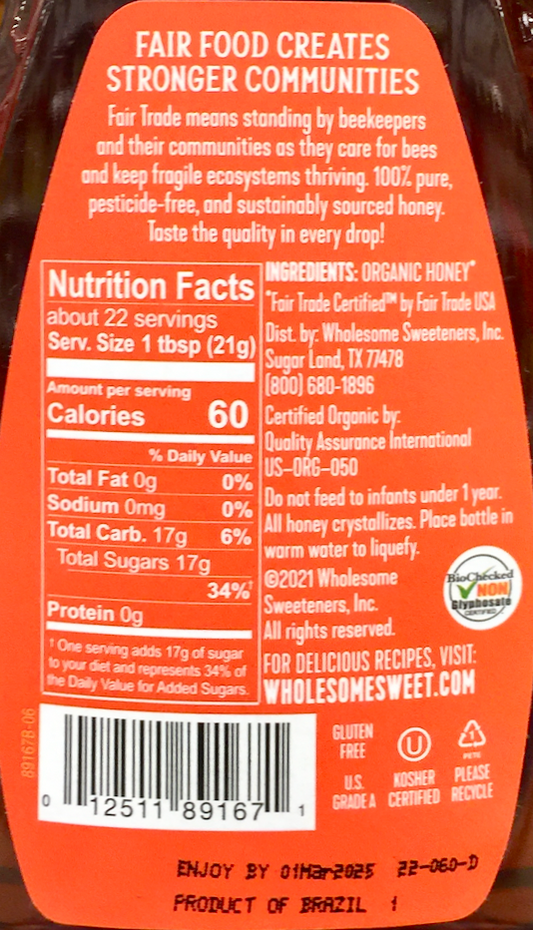 FAIR FOOD CREATES
STRONGER COMMUNITIES
Fair Trade means standing by beekeepers
and their communities as they care for bees
and keep fragile ecosystems thriving. 100% pure,
pesticide-free, and sustainably sourced honey.
Taste the quality in every drop!
Nutrition Facts
about 22 servings
Serv. Size 1 tbsp (21g)
Amount per serving
Calories 60
% Daily Value
Total Fat 0g 0%
Sodium 0mg 0%
Total Carb. 17g 6%
Total Sugars 17g
34%†
Protein 0g
† One serving adds 17g of sugar
to your diet and represents 34% of
the Daily Value for Added Sugars.
INGREDIENTS: ORGANIC HONEY*
*Fair Trade Certified™ by Fair Trade USA
Dist. by: Wholesome Sweeteners, Inc.
Sugar Land, TX 77478
(800) 680-1896
Certified Organic by:
Quality Assurance International
US-ORG-050
Do not feed to infants under 1 year.
All honey crystallizes. Place bottle in
warm water to liquefy.
©2021 Wholesome
Sweeteners, Inc.
All rights reserved.
BioChecked
NON
Glyphosate
CERTIFIED
FOR DELICIOUS RECIPES, VISIT:
WHOLESOMESWEET.COM
89167B-06
0 12511 89167 1
GLUTEN
FREE
U.S.
GRADE A
U
KOSHER
CERTIFIED
1
PETE
PLEASE
RECYCLE
ENJOY BY 01Mar2025 22-060-D
PRODUCT OF BRAZIL 1